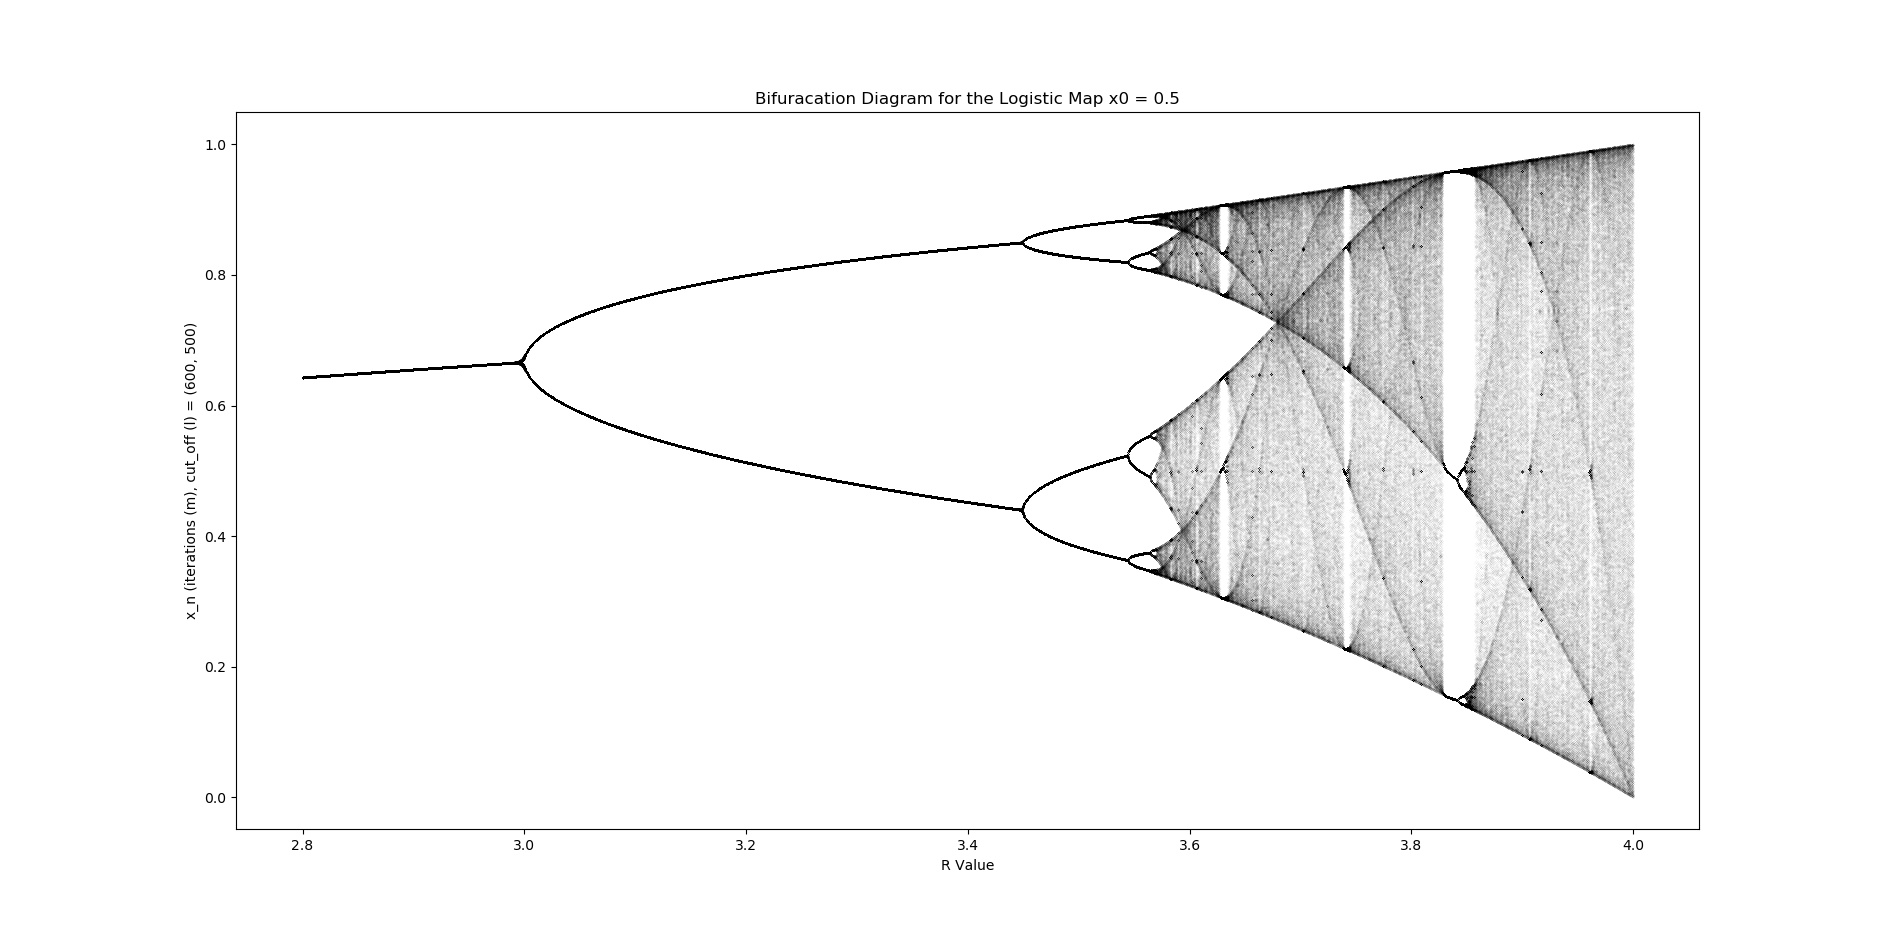 Bifuracation Diagram for the Logistic Map x0 = 0.5
x_n (iterations (m), cut_off (l) = (600, 500)
1.0
0.8
0.6
0.4
0.2
0.0
2.8 3.0 3.2 3.4 3.6 3.8 4.0
R Value